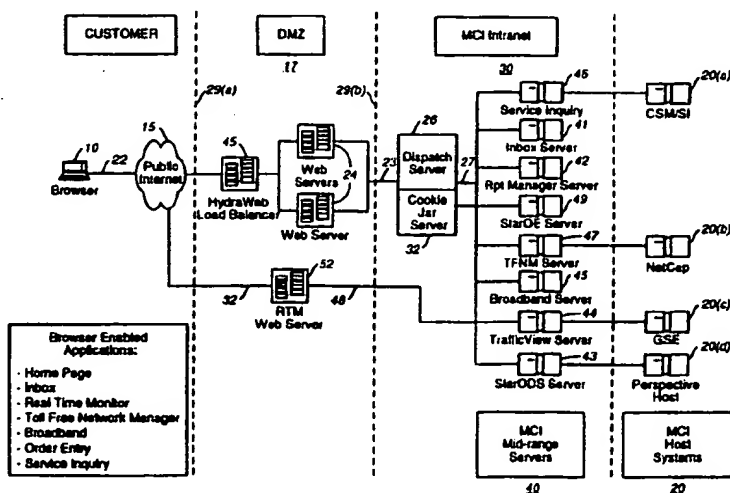 CUSTOMER
DMZ
17
MCI Intranet
30
29(a)
29(b)
15
10
22
Public
Internet
Browser
45
HydraWeb
Load Balancer
Web
Servers
24
Web Server
23
26
Dispatch
Server
27
Cookie
Jar
Server
32
46
Service Inquiry
20(a)
CSM/SI
41
Inbox Server
42
Rpt Manager Server
49
StarOE Server
47
TFNM Server
20(b)
NetCap
45
Broadband Server
32
52
RTM
Web Server
48
44
TrafficView Server
20(c)
GSE
43
StarODS Server
20(d)
Perspective
Host
Browser Enabled
Applications:
- Home Page
- Inbox
- Real Time Monitor
- Toll Free Network Manager
- Broadband
- Order Entry
- Service Inquiry
MCI
Mid-range
Servers
40
MCI
Host
Systems
20